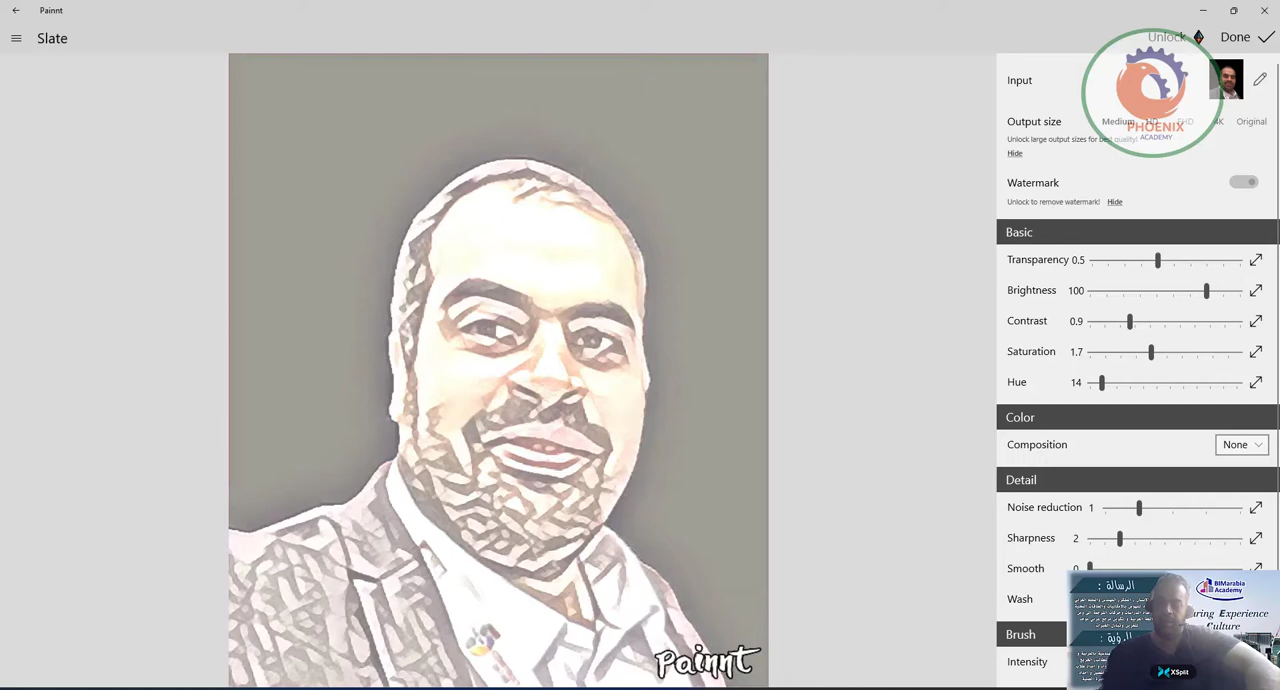 Painnt
Slate
Unlock
Done
Input
PHOENIX
ACADEMY
Output size
Medium HD FHD 4K Original
Unlock large output sizes for best quality!
Hide
Watermark
Unlock to remove watermark! Hide
Basic
Transparency 0.5
Brightness 100
Contrast 0.9
Saturation 1.7
Hue 14
Color
Composition None
Detail
Noise reduction 1
Sharpness 2
Smooth 0
Wash
Brush
Intensity
Painnt
الرسالة :
BIMarabia
Academy
uring Experience
Culture
الرؤية :
XSplit